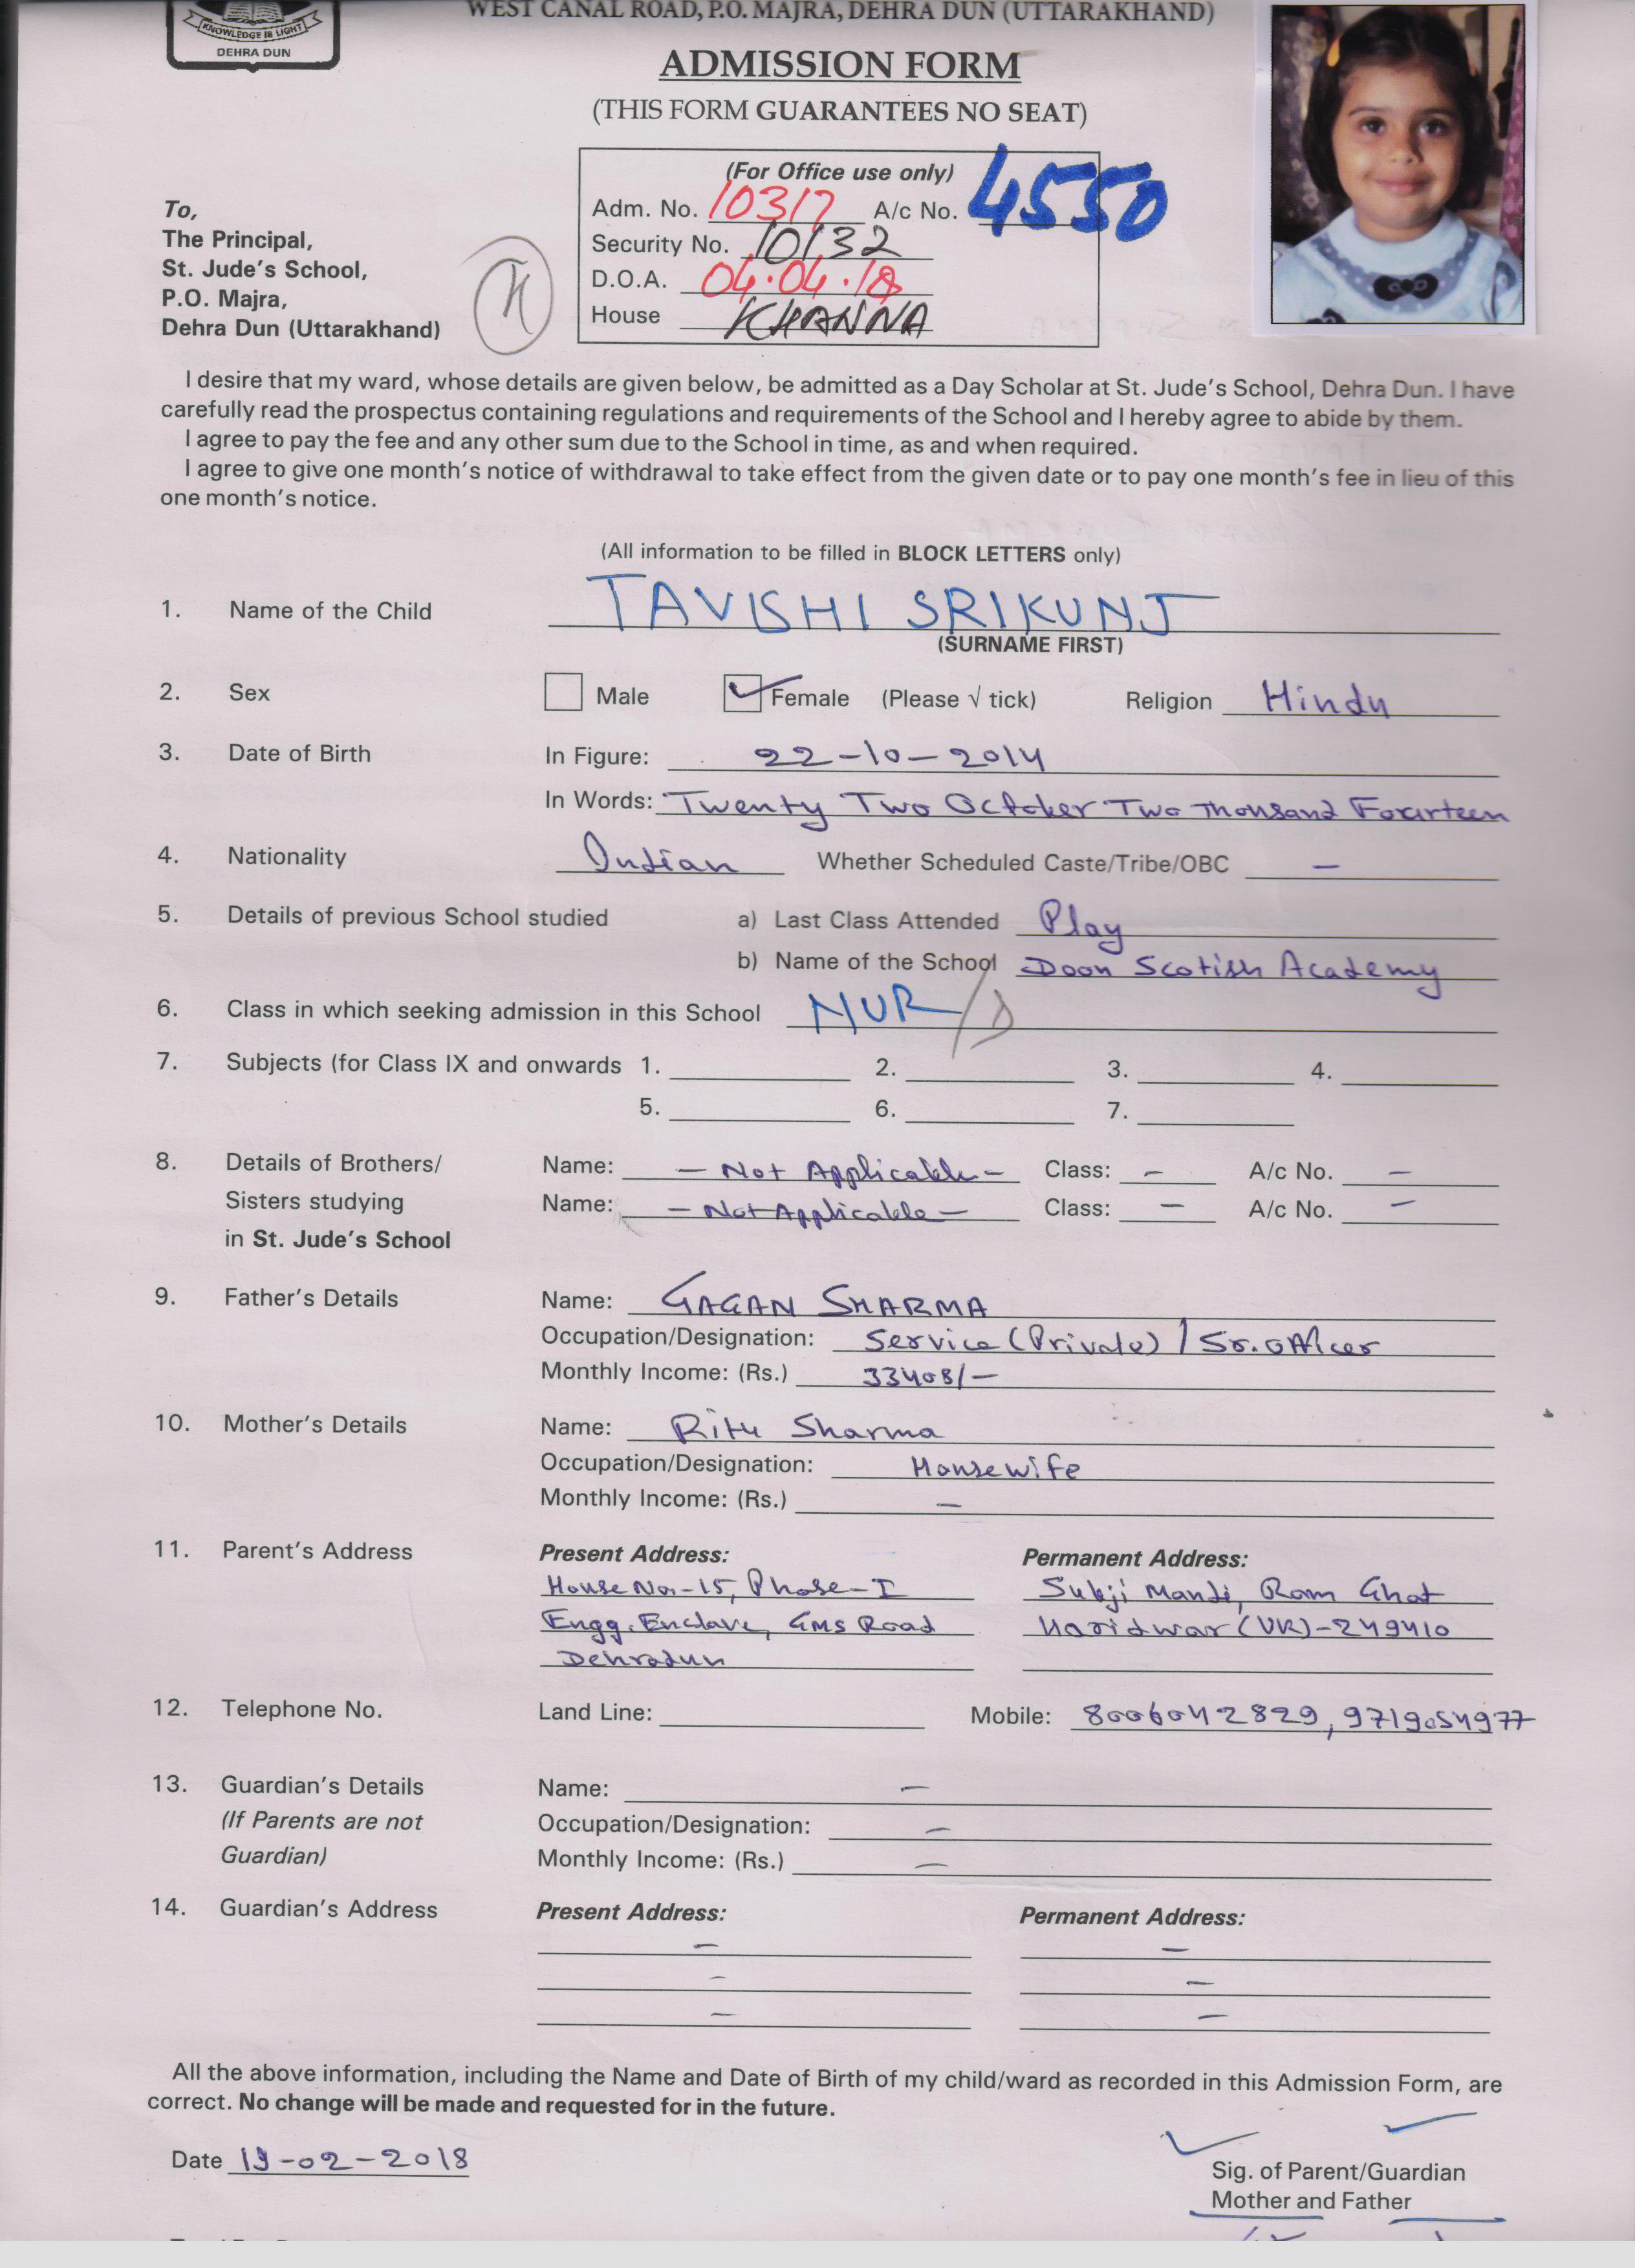 WEST CANAL ROAD, P.O. MAJRA, DEHRA DUN (UTTARAKHAND)
KNOWLEDGE IS LIGHT
DEHRA DUN
ADMISSION FORM
(THIS FORM GUARANTEES NO SEAT)
(For Office use only)
Adm. No. 10317 A/c No. 4550
Security No. 10132
D.O.A. 04.04.18
House KHANNA
To,
The Principal,
St. Jude's School,
P.O. Majra,
Dehra Dun (Uttarakhand)
I desire that my ward, whose details are given below, be admitted as a Day Scholar at St. Jude's School, Dehra Dun. I have
carefully read the prospectus containing regulations and requirements of the School and I hereby agree to abide by them.
I agree to pay the fee and any other sum due to the School in time, as and when required.
I agree to give one month's notice of withdrawal to take effect from the given date or to pay one month's fee in lieu of this
one month's notice.
(All information to be filled in BLOCK LETTERS only)
1. Name of the Child TAVISHI SRIKUNJ
(SURNAME FIRST)
2. Sex Male Female (Please √ tick) Religion Hindu
3. Date of Birth In Figure: 22-10-2014
In Words: Twenty Two October Two Thousand Fourteen
4. Nationality Indian Whether Scheduled Caste/Tribe/OBC —
5. Details of previous School studied a) Last Class Attended Play
b) Name of the School Doon Scotish Academy
6. Class in which seeking admission in this School NUR/D
7. Subjects (for Class IX and onwards 1. 2. 3. 4.
5. 6. 7.
8. Details of Brothers/ Name: — Not Applicable — Class: — A/c No. —
Sisters studying Name: — Not Applicable — Class: — A/c No. —
in St. Jude's School
9. Father's Details Name: GAGAN SHARMA
Occupation/Designation: Service (Private) / Sr. Officer
Monthly Income: (Rs.) 33408/-
10. Mother's Details Name: Ritu Sharma
Occupation/Designation: Housewife
Monthly Income: (Rs.) —
11. Parent's Address Present Address: Permanent Address:
House No.-15, Phase-I Subji Mandi, Ram Ghat
Engg. Enclave, GMS Road Haridwar (UK)-249410
Dehradun
12. Telephone No. Land Line: Mobile: 8006042829, 9719054977
13. Guardian's Details Name: —
(If Parents are not Occupation/Designation: —
Guardian) Monthly Income: (Rs.) —
14. Guardian's Address Present Address: Permanent Address:
— —
— —
— —
All the above information, including the Name and Date of Birth of my child/ward as recorded in this Admission Form, are
correct. No change will be made and requested for in the future.
Date 19-02-2018
Sig. of Parent/Guardian
Mother and Father